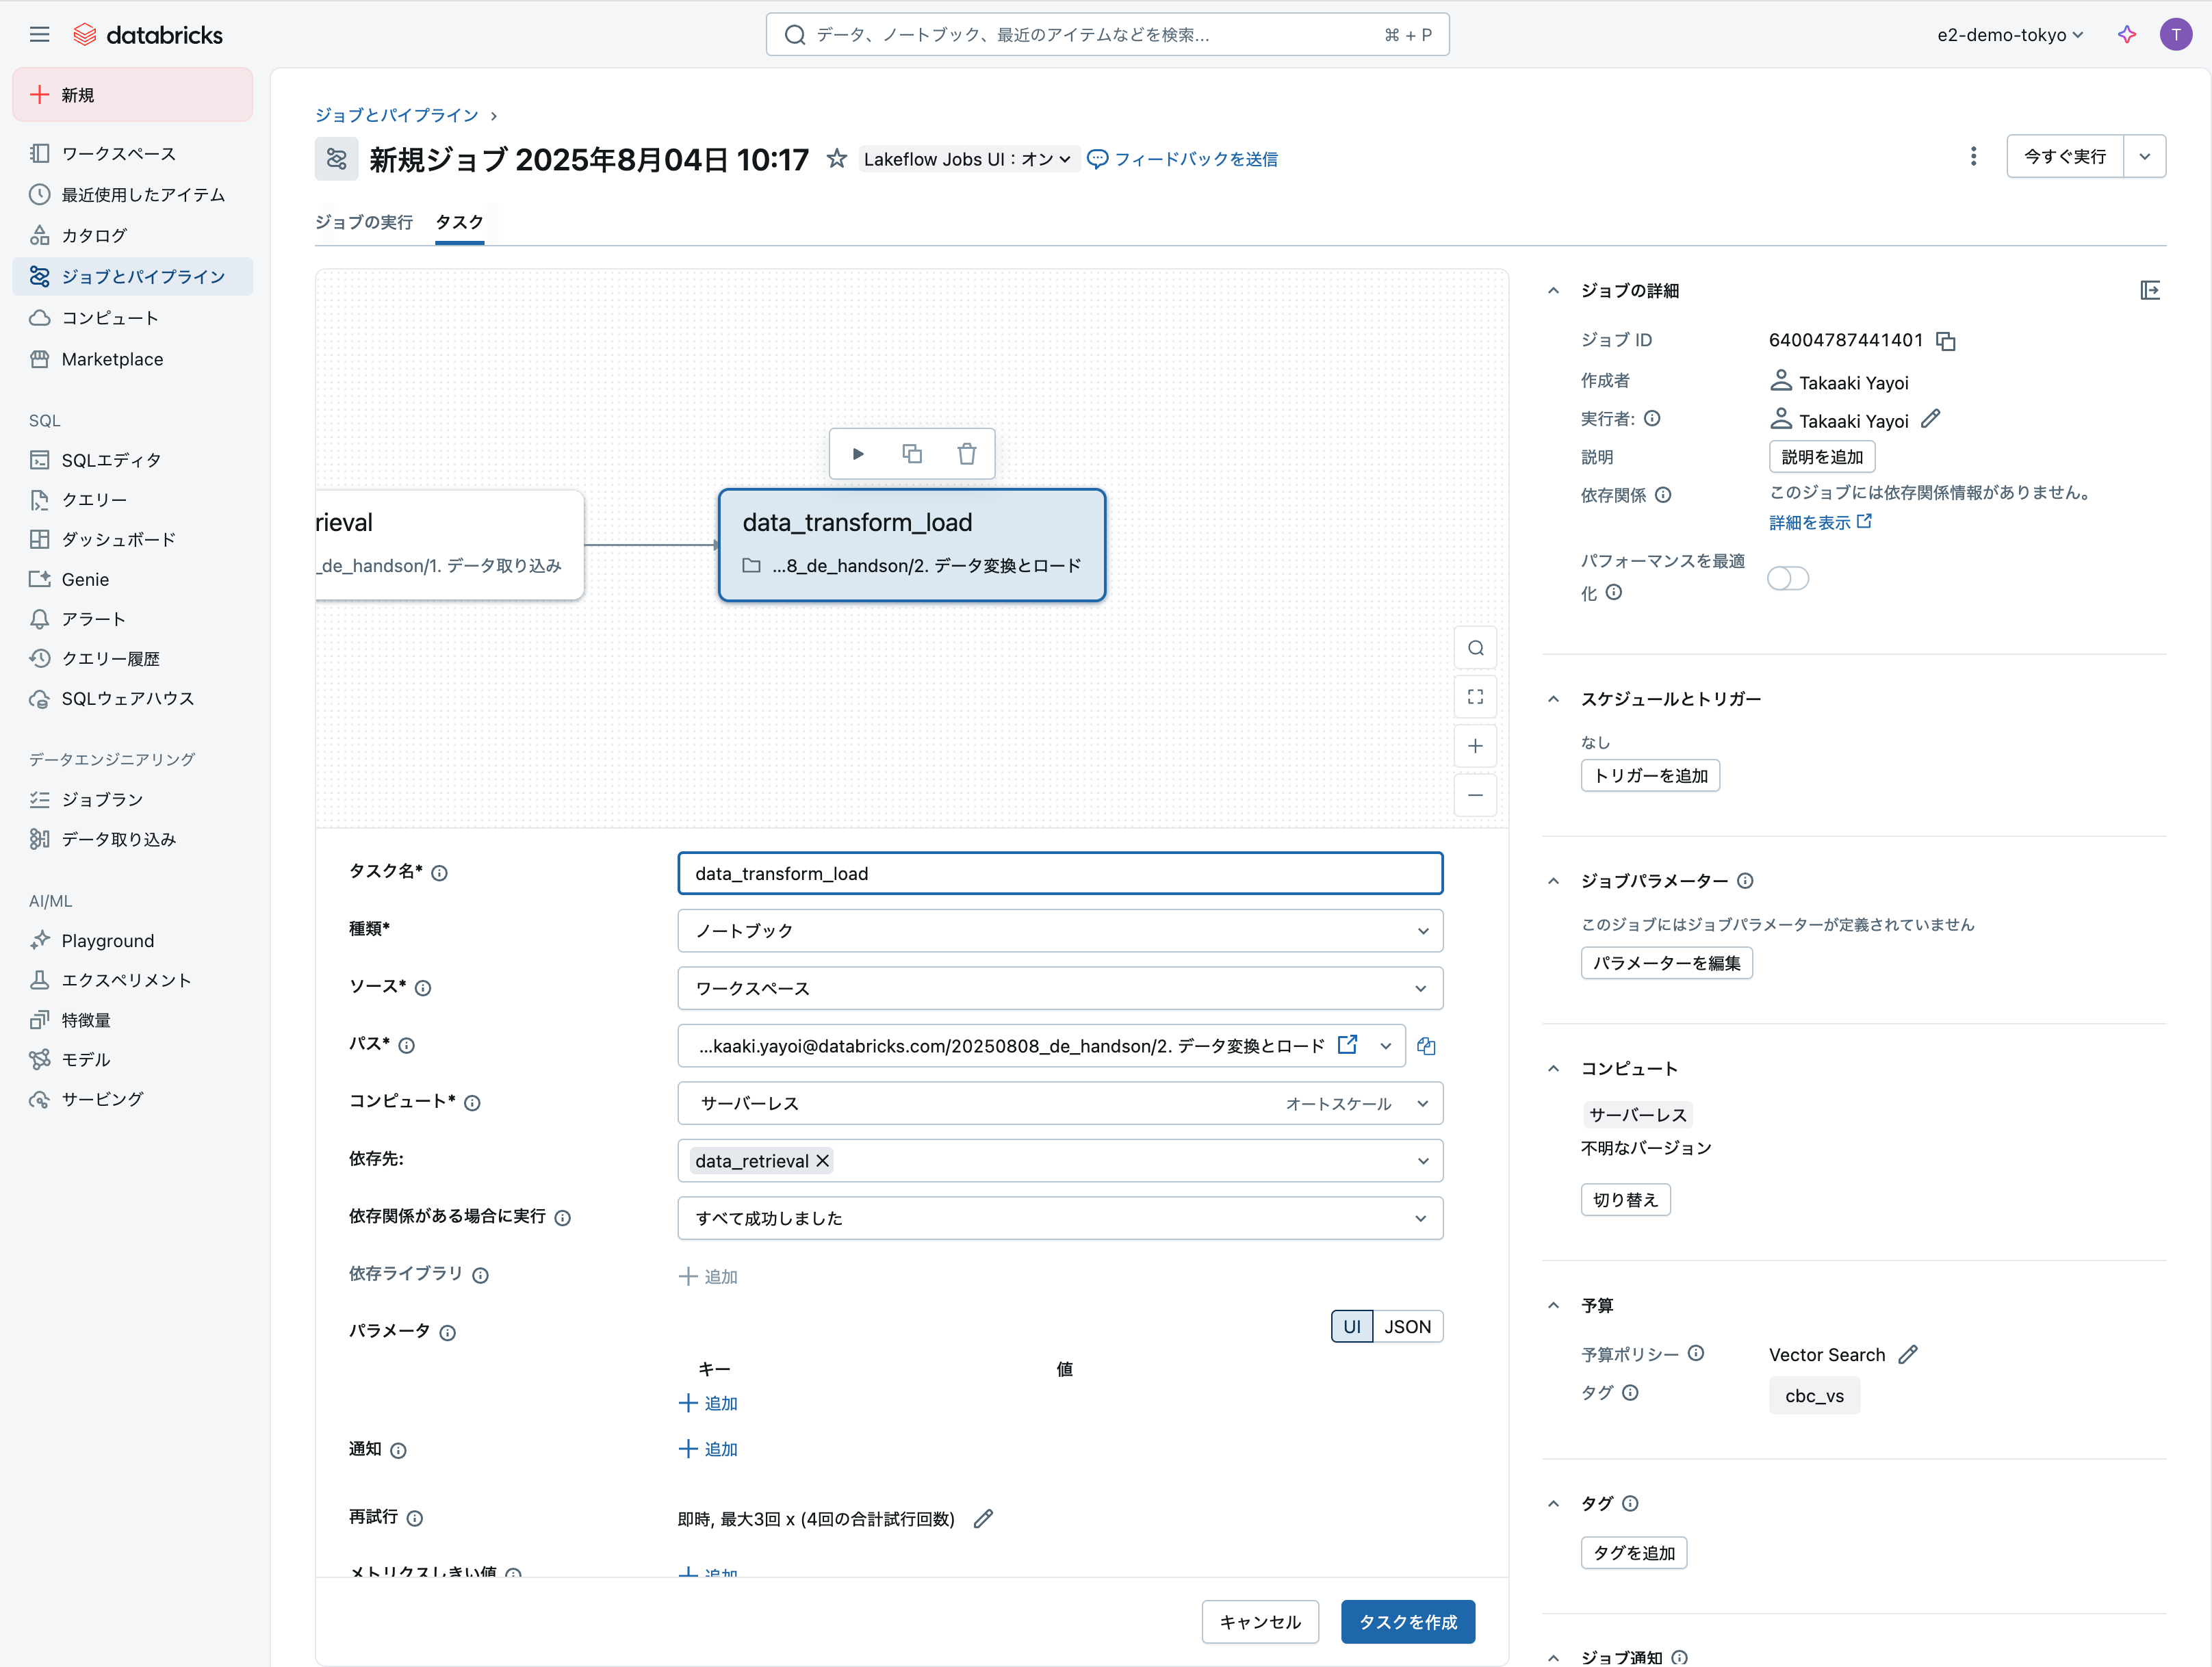 databricks
データ、ノートブック、最近のアイテムなどを検索...
⌘ + P
e2-demo-tokyo
T
新規
ワークスペース
最近使用したアイテム
カタログ
ジョブとパイプライン
コンピュート
Marketplace
SQL
SQLエディタ
クエリー
ダッシュボード
Genie
アラート
クエリー履歴
SQLウェアハウス
データエンジニアリング
ジョブラン
データ取り込み
AI/ML
Playground
エクスペリメント
特徴量
モデル
サービング
ジョブとパイプライン
新規ジョブ 2025年8月04日 10:17
Lakeflow Jobs UI：オン
フィードバックを送信
今すぐ実行
ジョブの実行
タスク
rieval
_de_handson/1. データ取り込み
data_transform_load
...8_de_handson/2. データ変換とロード
タスク名*
data_transform_load
種類*
ノートブック
ソース*
ワークスペース
パス*
...kaaki.yayoi@databricks.com/20250808_de_handson/2. データ変換とロード
コンピュート*
サーバーレス
オートスケール
依存先:
data_retrieval
依存関係がある場合に実行
すべて成功しました
依存ライブラリ
追加
パラメータ
UI
JSON
キー
値
追加
通知
追加
再試行
即時, 最大3回 x (4回の合計試行回数)
メトリクスしきい値
追加
キャンセル
タスクを作成
ジョブの詳細
ジョブ ID
64004787441401
作成者
Takaaki Yayoi
実行者:
Takaaki Yayoi
説明
説明を追加
依存関係
このジョブには依存関係情報がありません。
詳細を表示
パフォーマンスを最適
化
スケジュールとトリガー
なし
トリガーを追加
ジョブパラメーター
このジョブにはジョブパラメーターが定義されていません
パラメーターを編集
コンピュート
サーバーレス
不明なバージョン
切り替え
予算
予算ポリシー
Vector Search
タグ
cbc_vs
タグ
タグを追加
ジョブ通知